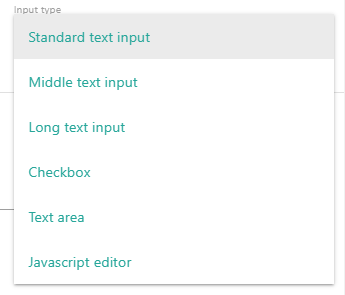 Input type
Standard text input
Middle text input
Long text input
Checkbox
Text area
Javascript editor